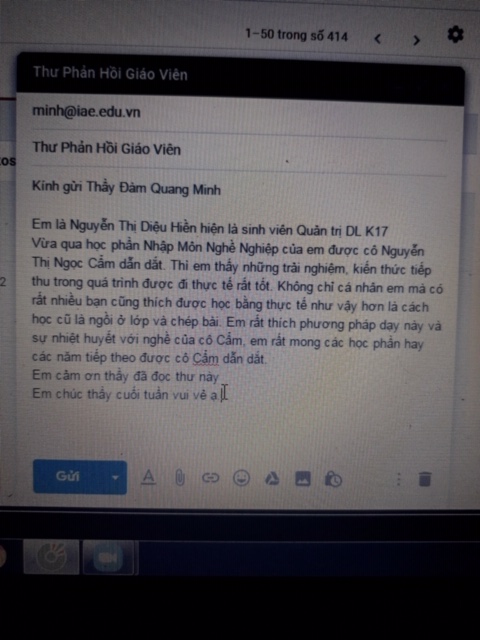 1–50 trong số 414
Thư Phản Hồi Giáo Viên
minh@iae.edu.vn
Thư Phản Hồi Giáo Viên
Kính gửi Thầy Đàm Quang Minh
Em là Nguyễn Thị Diệu Hiền hiện là sinh viên Quản trị DL K17
Vừa qua học phần Nhập Môn Nghề Nghiệp của em được cô Nguyễn
Thị Ngọc Cẩm dẫn dắt. Thì em thấy những trải nghiệm, kiến thức tiếp
thu trong quá trình được đi thực tế rất tốt. Không chỉ cá nhân em mà có
rất nhiều bạn cũng thích được học bằng thực tế như vậy hơn là cách
học cũ là ngồi ở lớp và chép bài. Em rất thích phương pháp dạy này và
sự nhiệt huyết với nghề của cô Cẩm, em rất mong các học phần hay
các năm tiếp theo được cô Cẩm dẫn dắt.
Em cảm ơn thầy đã đọc thư này
Em chúc thầy cuối tuần vui vẻ ạ.
Gửi